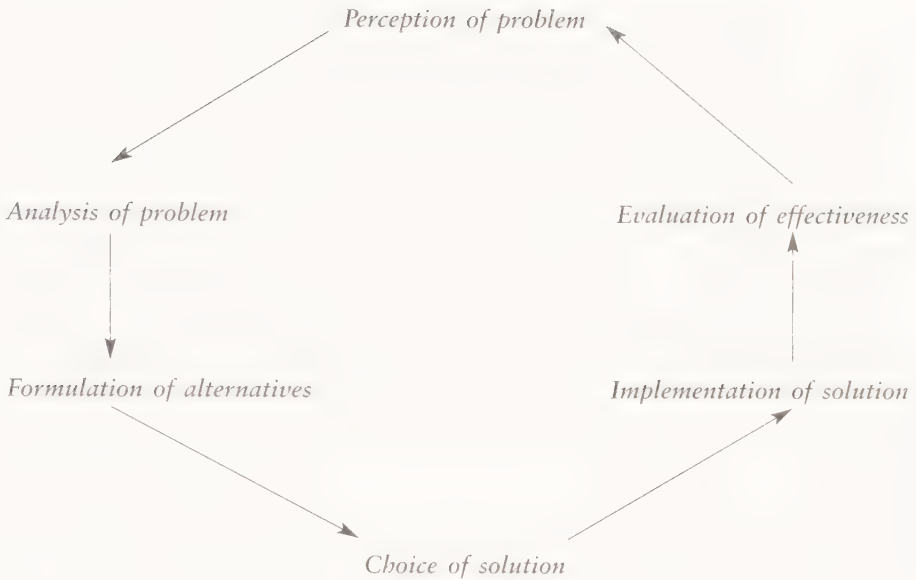 Perception of problem
Analysis of problem
Evaluation of effectiveness
Formulation of alternatives
Implementation of solution
Choice of solution